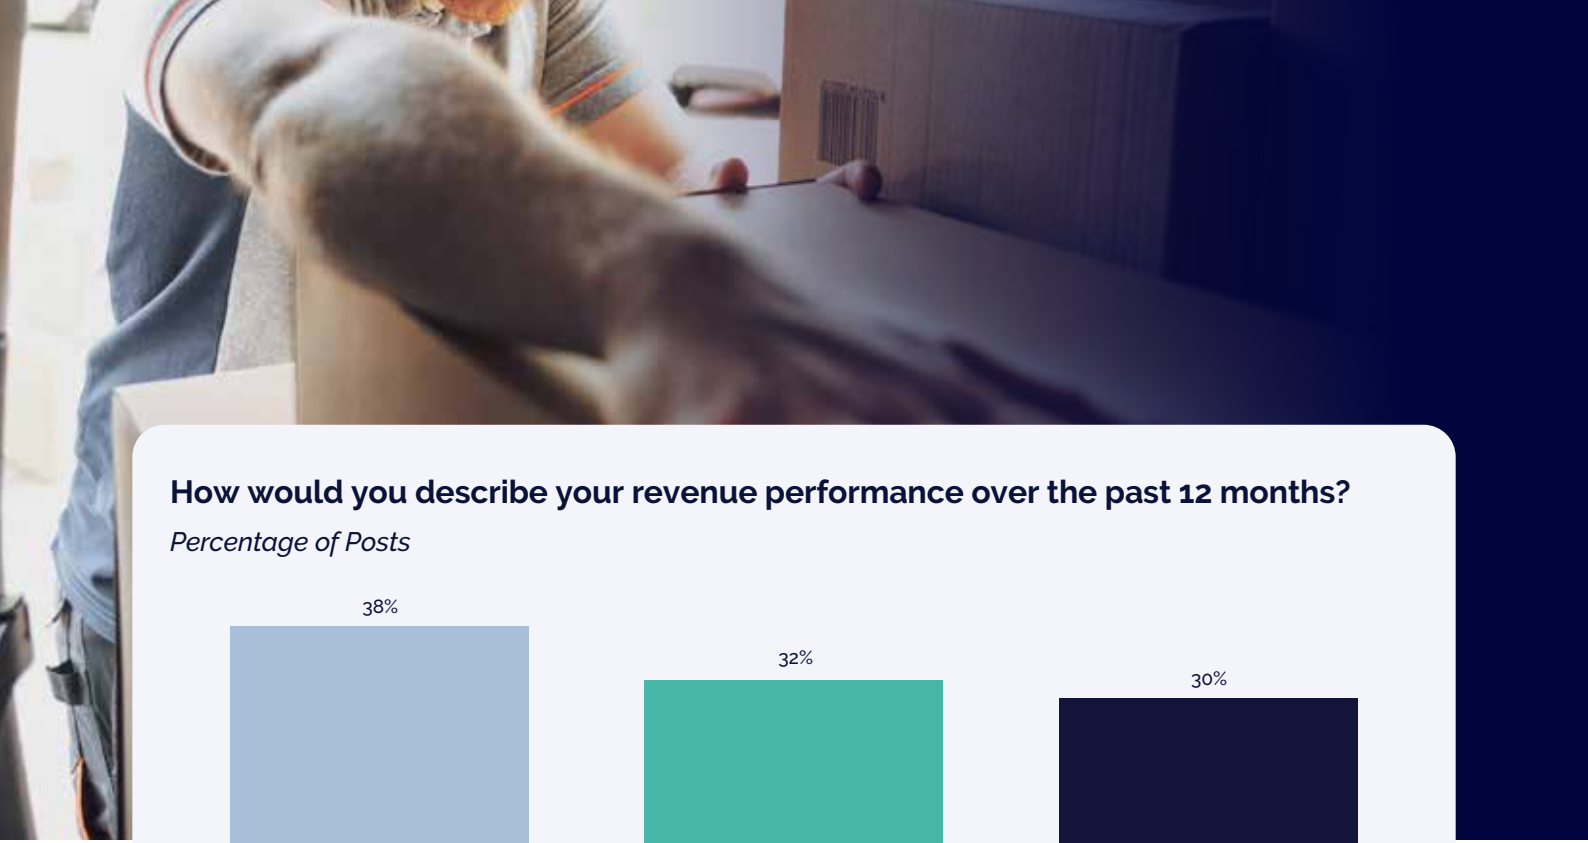 How would you describe your revenue performance over the past 12 months?
Percentage of Posts
38%
32%
30%